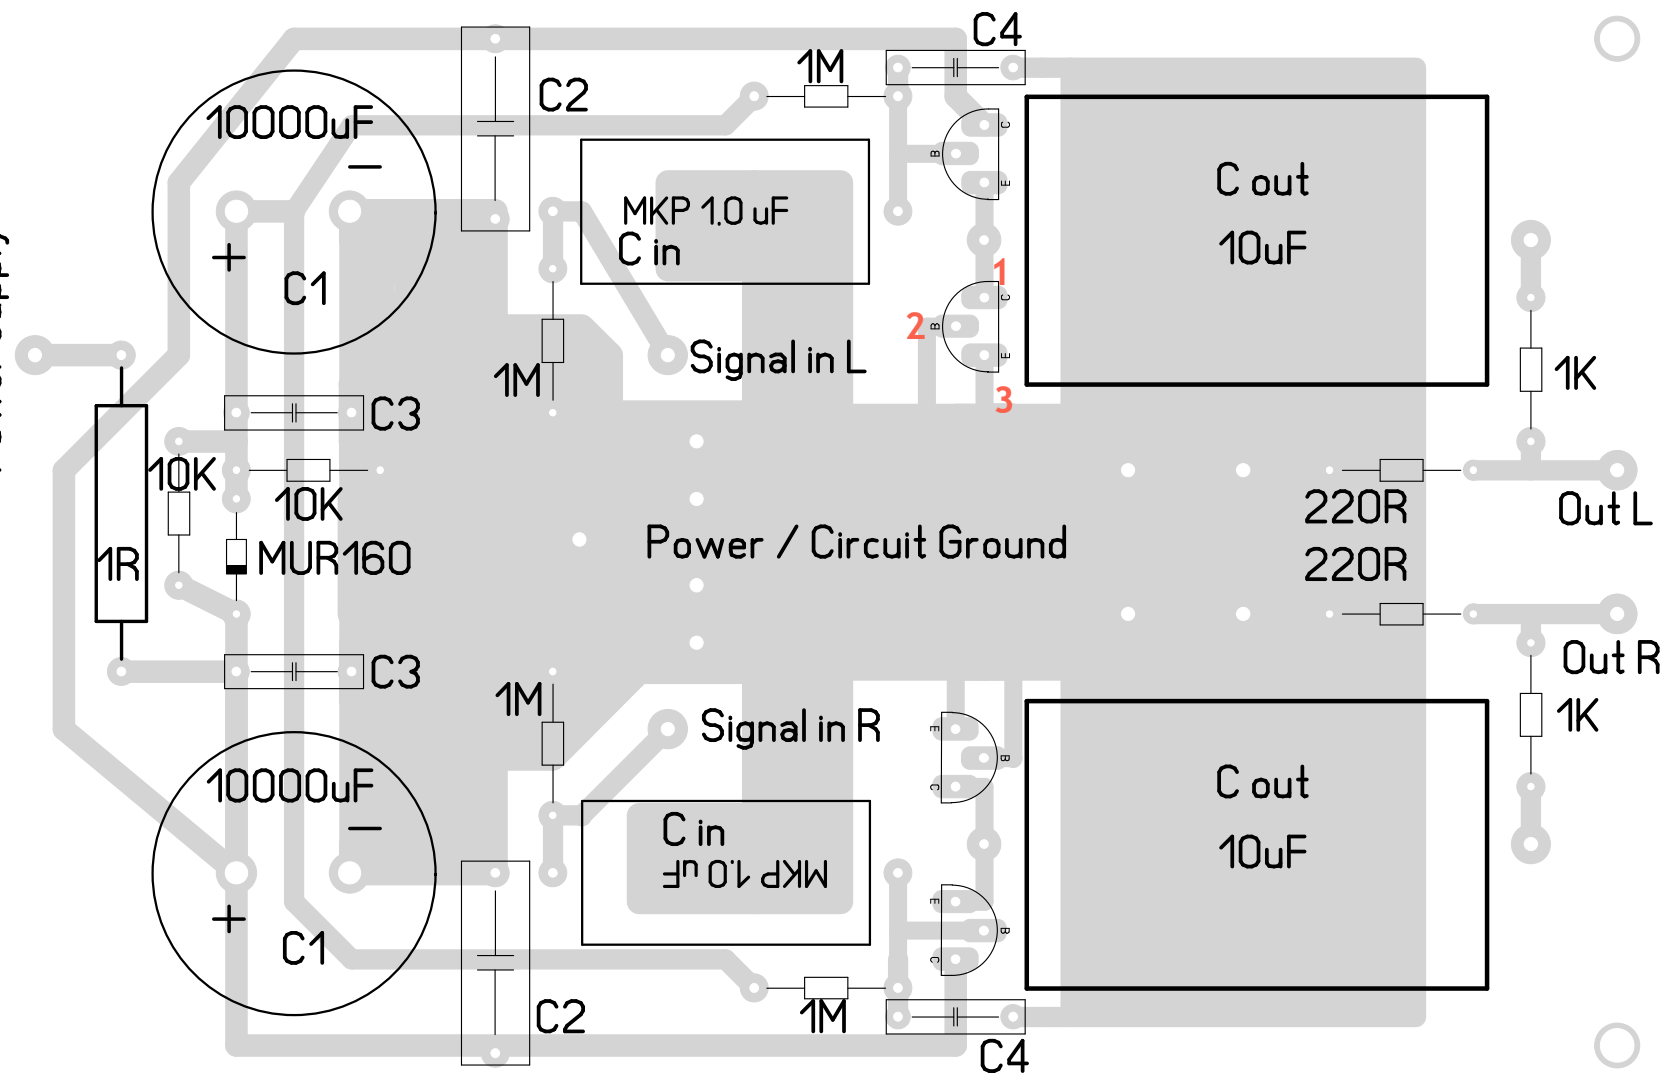 C4
1M
C2
10000uF
C
B
E
C out
10uF
MKP 1.0 uF
C in
+
−
C1
1
C
2
B
E
3
Signal in L
1M
1K
C3
10K
10K
220R
Out L
MUR160
1R
Power / Circuit Ground
220R
C3
1M
Out R
Signal in R
1K
E
B
C
10000uF
−
C out
10uF
C in
MKP 1.0 uF
+
C1
E
B
C
C2
1M
C4